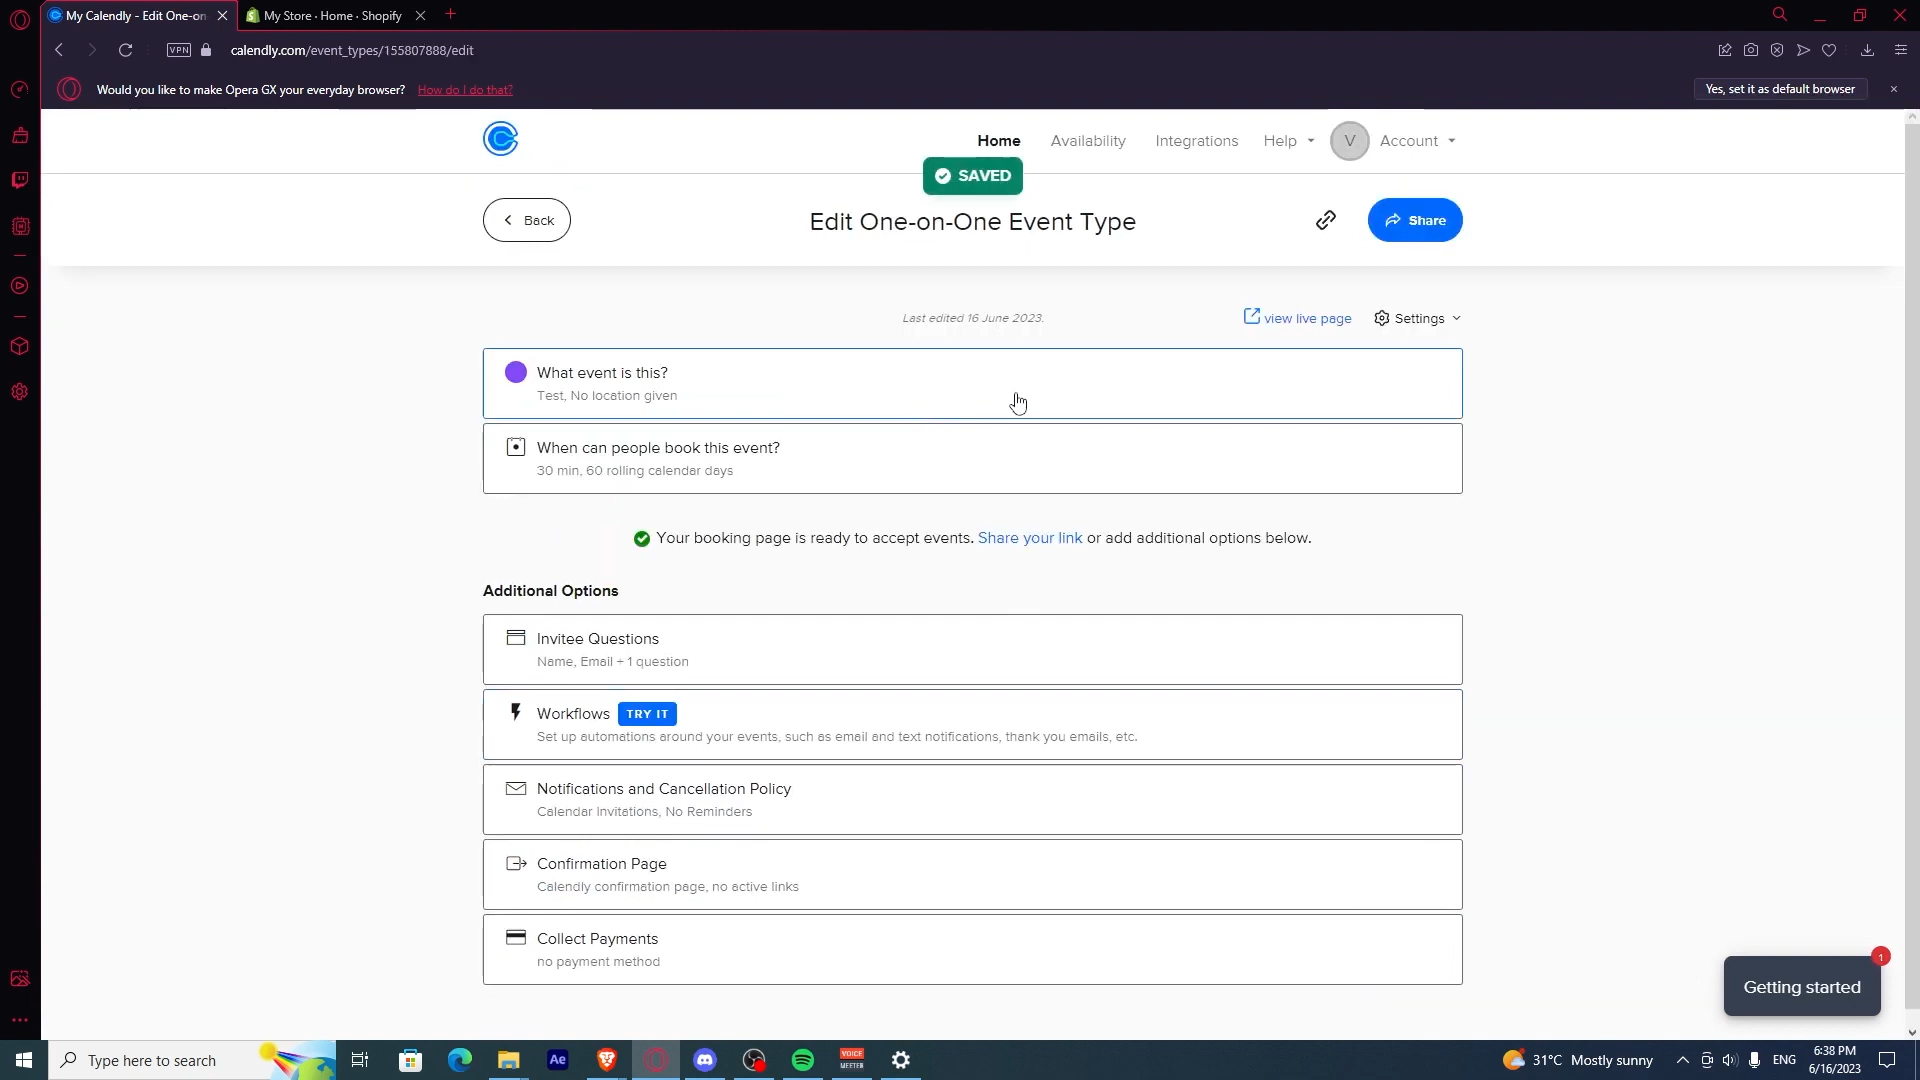 My Calendly - Edit One-on
My Store · Home · Shopify
VPN
calendly.com/event_types/155807888/edit
Would you like to make Opera GX your everyday browser? How do I do that?
Yes, set it as default browser
Home
Availability
Integrations
Help
V
Account
SAVED
Back
Edit One-on-One Event Type
Share
Last edited 16 June 2023.
view live page
Settings
What event is this?
Test, No location given
When can people book this event?
30 min, 60 rolling calendar days
Your booking page is ready to accept events. Share your link or add additional options below.
Additional Options
Invitee Questions
Name, Email + 1 question
Workflows TRY IT
Set up automations around your events, such as email and text notifications, thank you emails, etc.
Notifications and Cancellation Policy
Calendar Invitations, No Reminders
Confirmation Page
Calendly confirmation page, no active links
Collect Payments
no payment method
1
Getting started
Type here to search
Ae
VOICE
MEETER
31°C Mostly sunny
ENG
6:38 PM
6/16/2023